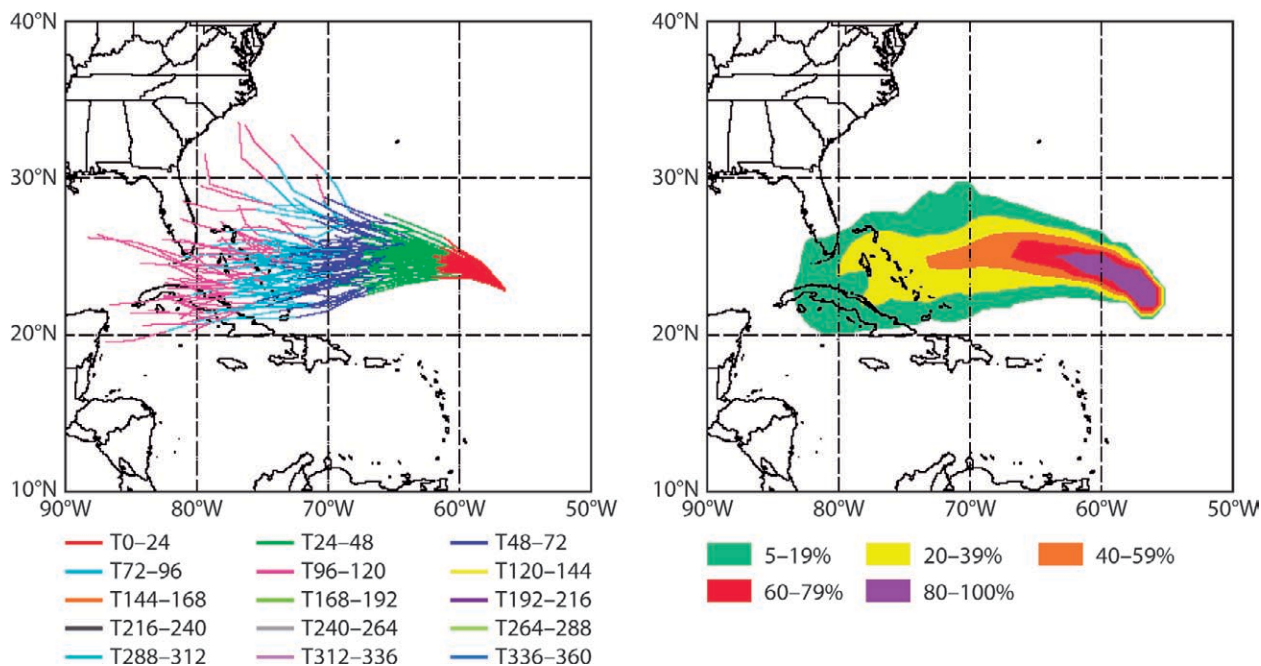 40°N
30°N
20°N
10°N
90°W 80°W 70°W 60°W 50°W
T0–24 T24–48 T48–72
T72–96 T96–120 T120–144
T144–168 T168–192 T192–216
T216–240 T240–264 T264–288
T288–312 T312–336 T336–360
40°N
30°N
20°N
10°N
90°W 80°W 70°W 60°W 50°W
5–19% 20–39% 40–59%
60–79% 80–100%